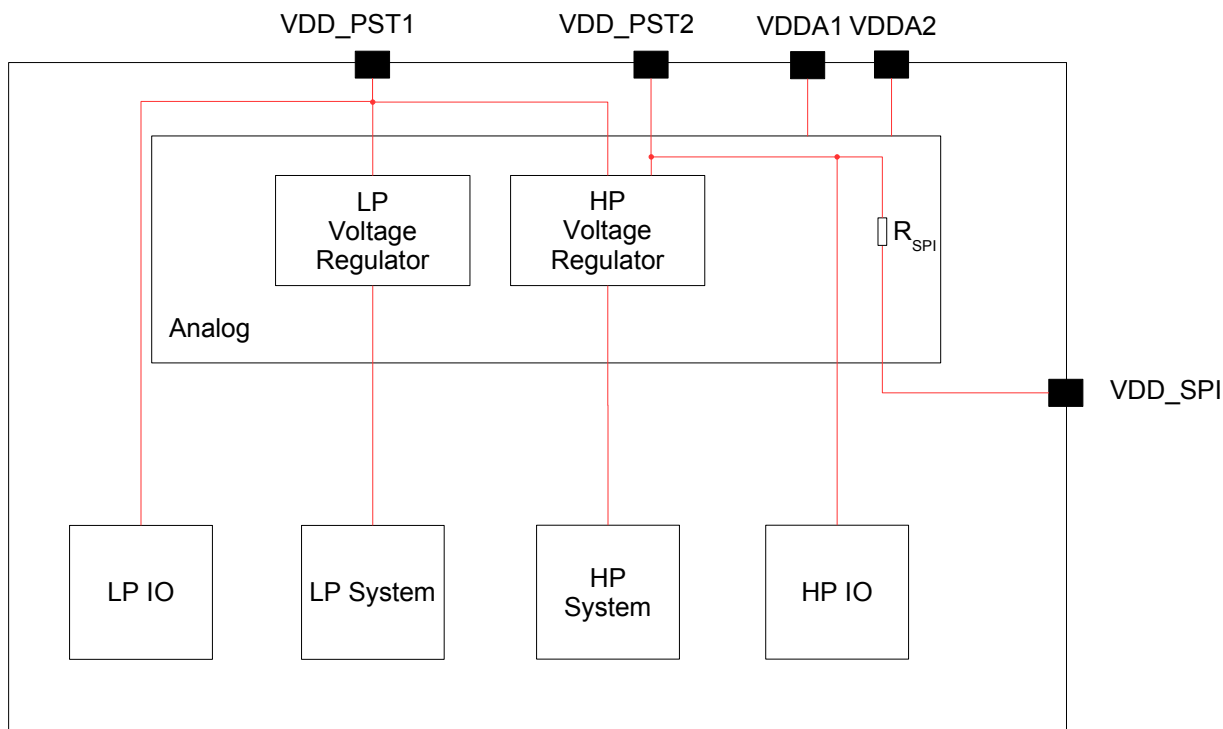 VDD_PST1
VDD_PST2
VDDA1
VDDA2
LP
Voltage
Regulator
HP
Voltage
Regulator
R_SPI
Analog
VDD_SPI
LP IO
LP System
HP
System
HP IO